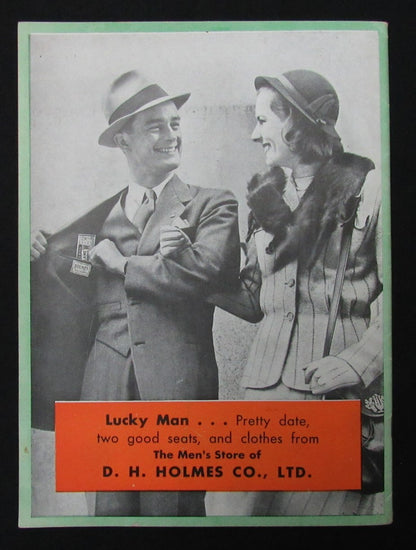 Lucky Man . . . Pretty date,
two good seats, and clothes from
The Men's Store of
D. H. HOLMES CO., LTD.